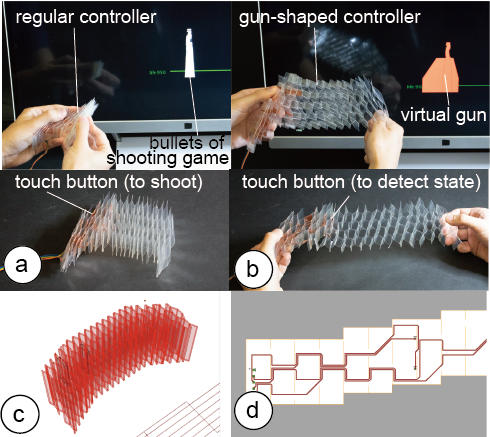 regular controller
gun-shaped controller
bullets of
shooting game
virtual gun
touch button (to shoot)
touch button (to detect state)
a
b
c
d